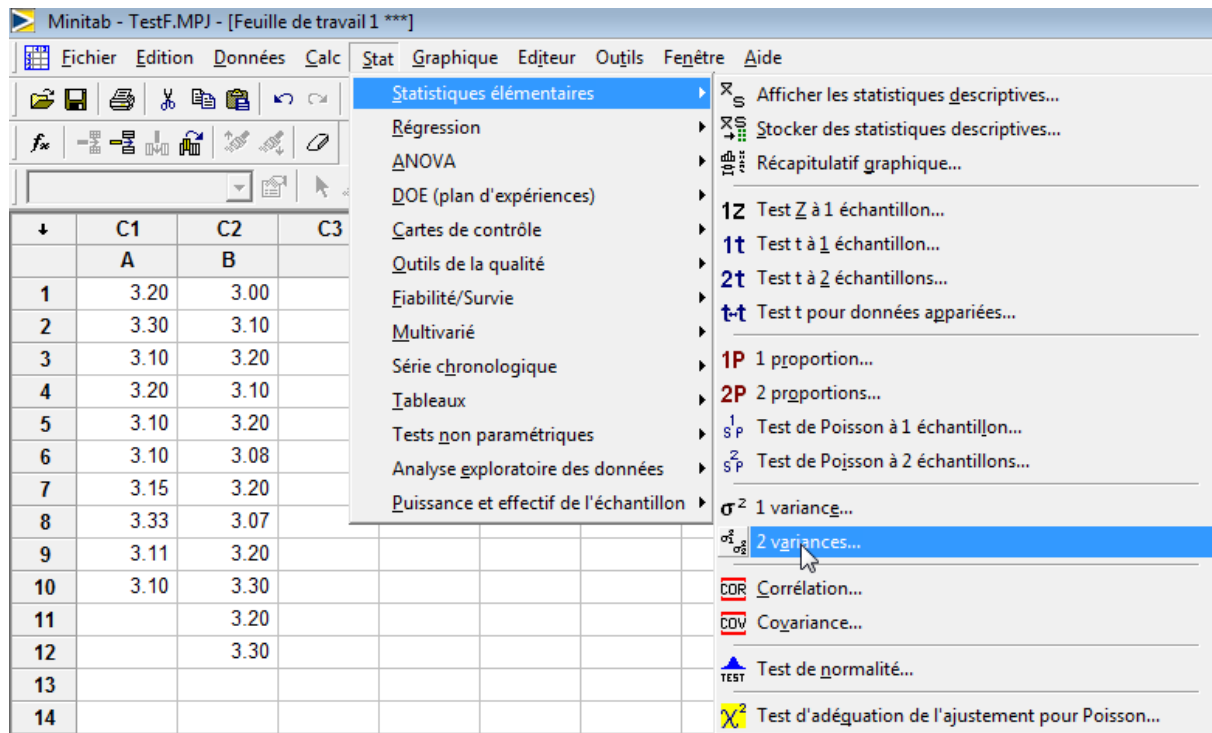 Minitab - TestF.MPJ - [Feuille de travail 1 ***]
Fichier Edition Données Calc Stat Graphique Editeur Outils Fenêtre Aide
Statistiques élémentaires
Régression
ANOVA
DOE (plan d'expériences)
Cartes de contrôle
Outils de la qualité
Fiabilité/Survie
Multivarié
Série chronologique
Tableaux
Tests non paramétriques
Analyse exploratoire des données
Puissance et effectif de l'échantillon
Afficher les statistiques descriptives...
Stocker des statistiques descriptives...
Récapitulatif graphique...
1Z Test Z à 1 échantillon...
1t Test t à 1 échantillon...
2t Test t à 2 échantillons...
t-t Test t pour données appariées...
1P 1 proportion...
2P 2 proportions...
Test de Poisson à 1 échantillon...
Test de Poisson à 2 échantillons...
σ² 1 variance...
2 variances...
COR Corrélation...
COV Covariance...
TEST Test de normalité...
χ² Test d'adéquation de l'ajustement pour Poisson...
C1 C2 C3
A B
1 3.20 3.00
2 3.30 3.10
3 3.10 3.20
4 3.20 3.10
5 3.10 3.20
6 3.10 3.08
7 3.15 3.20
8 3.33 3.07
9 3.11 3.20
10 3.10 3.30
11 3.20
12 3.30
13
14